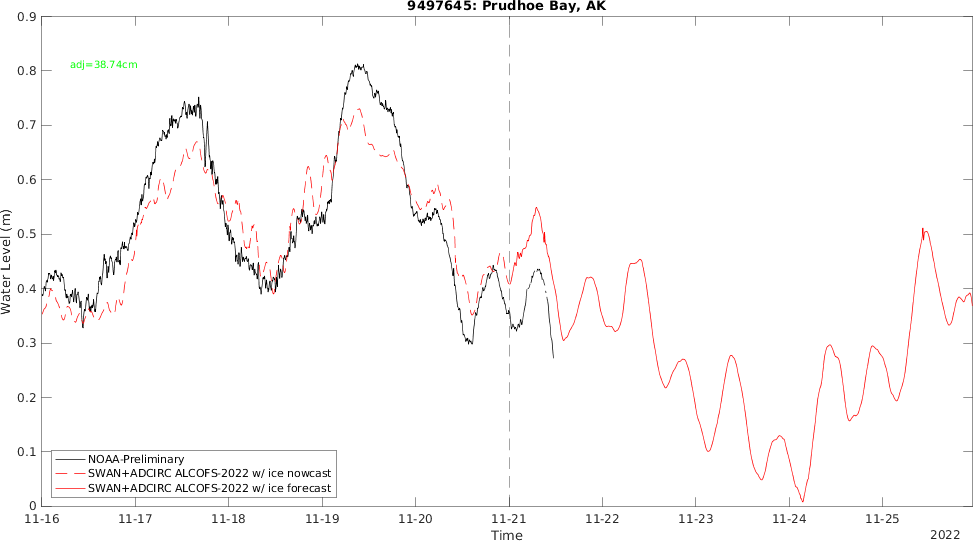 9497645: Prudhoe Bay, AK
0.9
0.8
0.7
0.6
0.5
0.4
0.3
0.2
0.1
0
Water Level (m)
adj=38.74cm
NOAA-Preliminary
SWAN+ADCIRC ALCOFS-2022 w/ ice nowcast
SWAN+ADCIRC ALCOFS-2022 w/ ice forecast
11-16 11-17 11-18 11-19 11-20 11-21 11-22 11-23 11-24 11-25
Time
2022